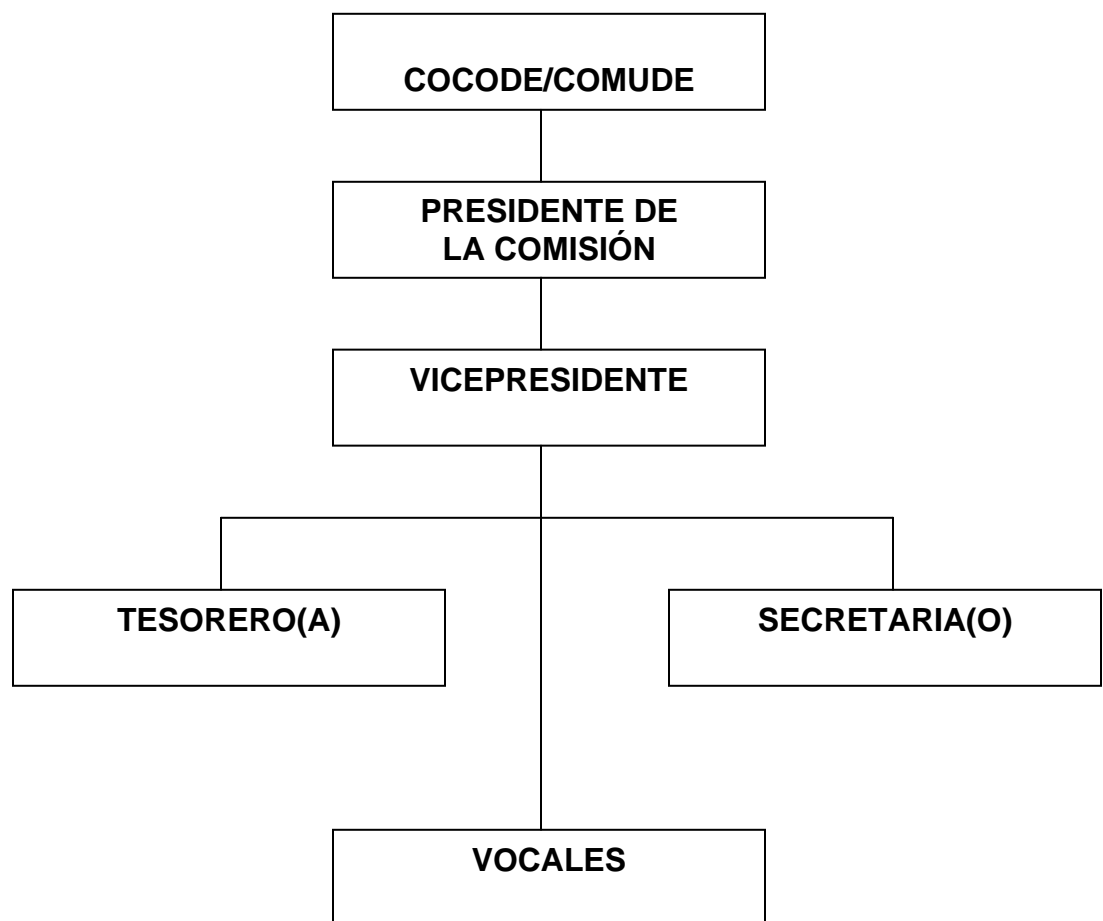 COCODE/COMUDE
PRESIDENTE DE
LA COMISIÓN
VICEPRESIDENTE
TESORERO(A)
SECRETARIA(O)
VOCALES